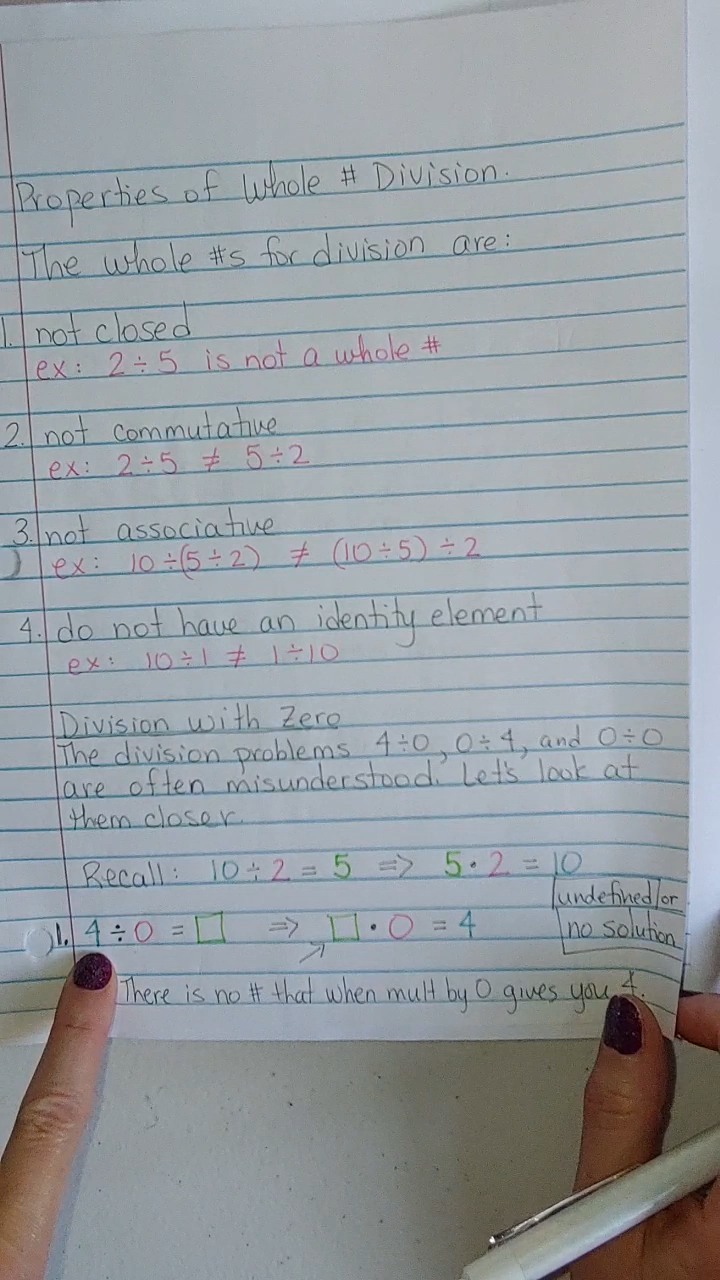 Properties of Whole # Division.
The whole #s for division are:
1. not closed
ex: 2÷5 is not a whole #
2. not commutative
ex: 2÷5 ≠ 5÷2
3. not associative
ex: 10÷(5÷2) ≠ (10÷5)÷2
4. do not have an identity element
ex: 10÷1 ≠ 1÷10
Division with Zero
The division problems 4÷0, 0÷4, and 0÷0
are often misunderstood. Let's look at
them closer.
Recall: 10÷2 = 5 => 5·2 = 10
1. 4÷0 = □ => □·0 = 4
undefined/or
no solution
There is no # that when mult by 0 gives you 4.